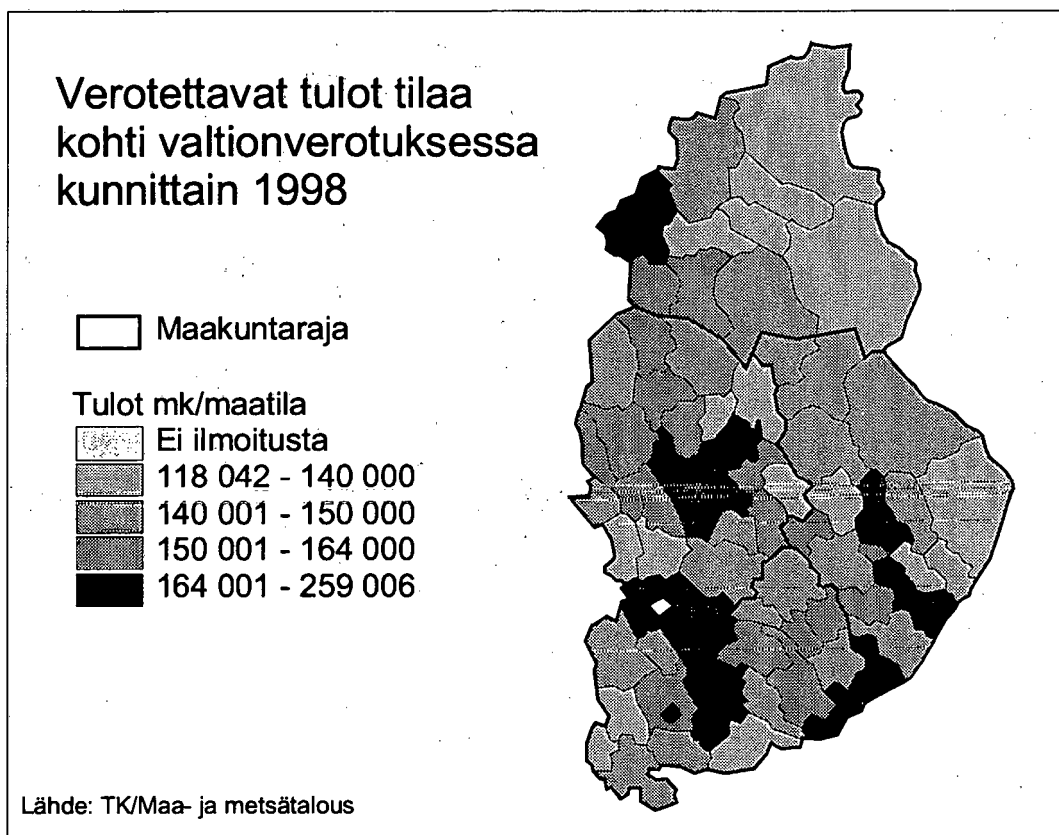 Verotettavat tulot tilaa
kohti valtionverotuksessa
kunnittain 1998
Maakuntaraja
Tulot mk/maatila
Ei ilmoitusta
118 042 - 140 000
140 001 - 150 000
150 001 - 164 000
164 001 - 259 006
Lähde: TK/Maa- ja metsätalous